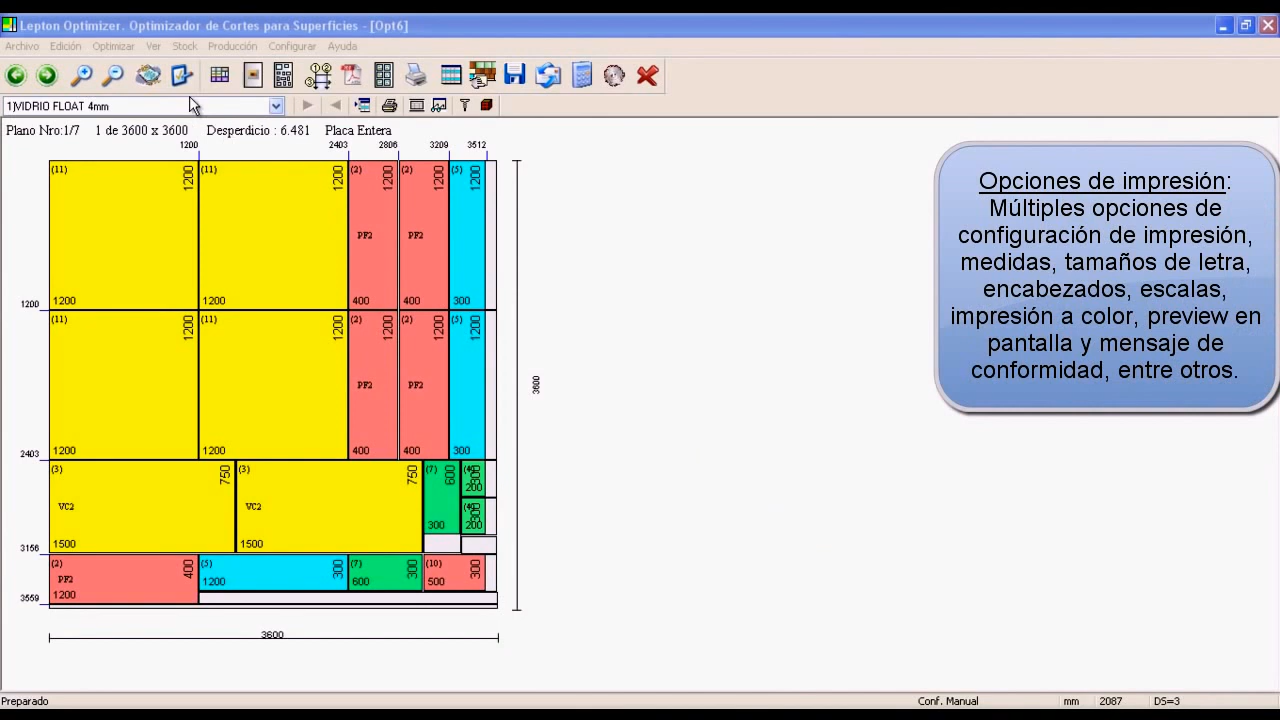 Lepton Optimizer. Optimizador de Cortes para Superficies - [Opt6]
Archivo Edición Optimizar Ver Stock Producción Configurar Ayuda
1)VIDRIO FLOAT 4mm
Plano Nro:1/7 1 de 3600 x 3600 Desperdicio : 6.481 Placa Entera
1200 2403 2806 3209 3512
(11) 1200 (11) 1200 (2) 1200 (2) 1200 (5) 1200
PF2 PF2
1200 1200 1200 400 400 300
(11) 1200 (11) 1200 (2) 1200 (2) 1200 (5) 1200
PF2 PF2
3600
2403 1200 1200 400 400 300
(3) 750 (3) 750 (7) 600 (4) 300
200
VC2 VC2
(4) 300
300 200
3156 1500 1500
(2) 400 (5) 300 (7) 300 (10) 300
PF2 1200 600 500
3559 1200
3600
Opciones de impresión:
Múltiples opciones de
configuración de impresión,
medidas, tamaños de letra,
encabezados, escalas,
impresión a color, preview en
pantalla y mensaje de
conformidad, entre otros.
Preparado Conf. Manual mm 2087 DS=3